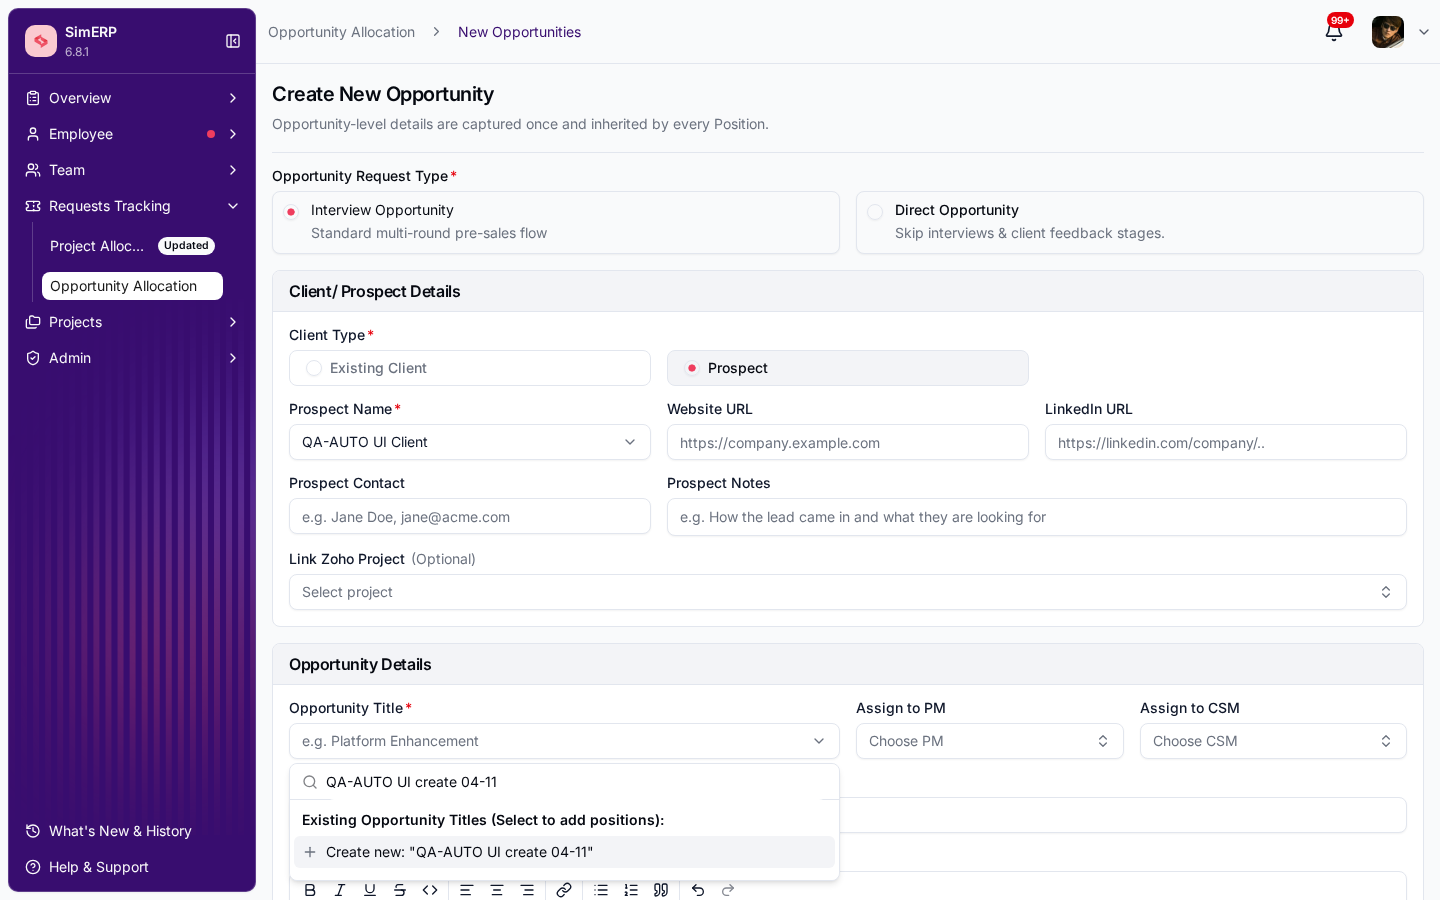 SimERP
6.8.1
Overview
Employee
Team
Requests Tracking
Project Alloc... Updated
Opportunity Allocation
Projects
Admin
What's New & History
Help & Support
Opportunity Allocation > New Opportunities
99+
Create New Opportunity
Opportunity-level details are captured once and inherited by every Position.
Opportunity Request Type*
Interview Opportunity
Standard multi-round pre-sales flow
Direct Opportunity
Skip interviews & client feedback stages.
Client/ Prospect Details
Client Type*
Existing Client
Prospect
Prospect Name* Website URL LinkedIn URL
QA-AUTO UI Client https://company.example.com https://linkedin.com/company/..
Prospect Contact Prospect Notes
e.g. Jane Doe, jane@acme.com e.g. How the lead came in and what they are looking for
Link Zoho Project (Optional)
Select project
Opportunity Details
Opportunity Title* Assign to PM Assign to CSM
e.g. Platform Enhancement Choose PM Choose CSM
QA-AUTO UI create 04-11
Existing Opportunity Titles (Select to add positions):
Create new: "QA-AUTO UI create 04-11"